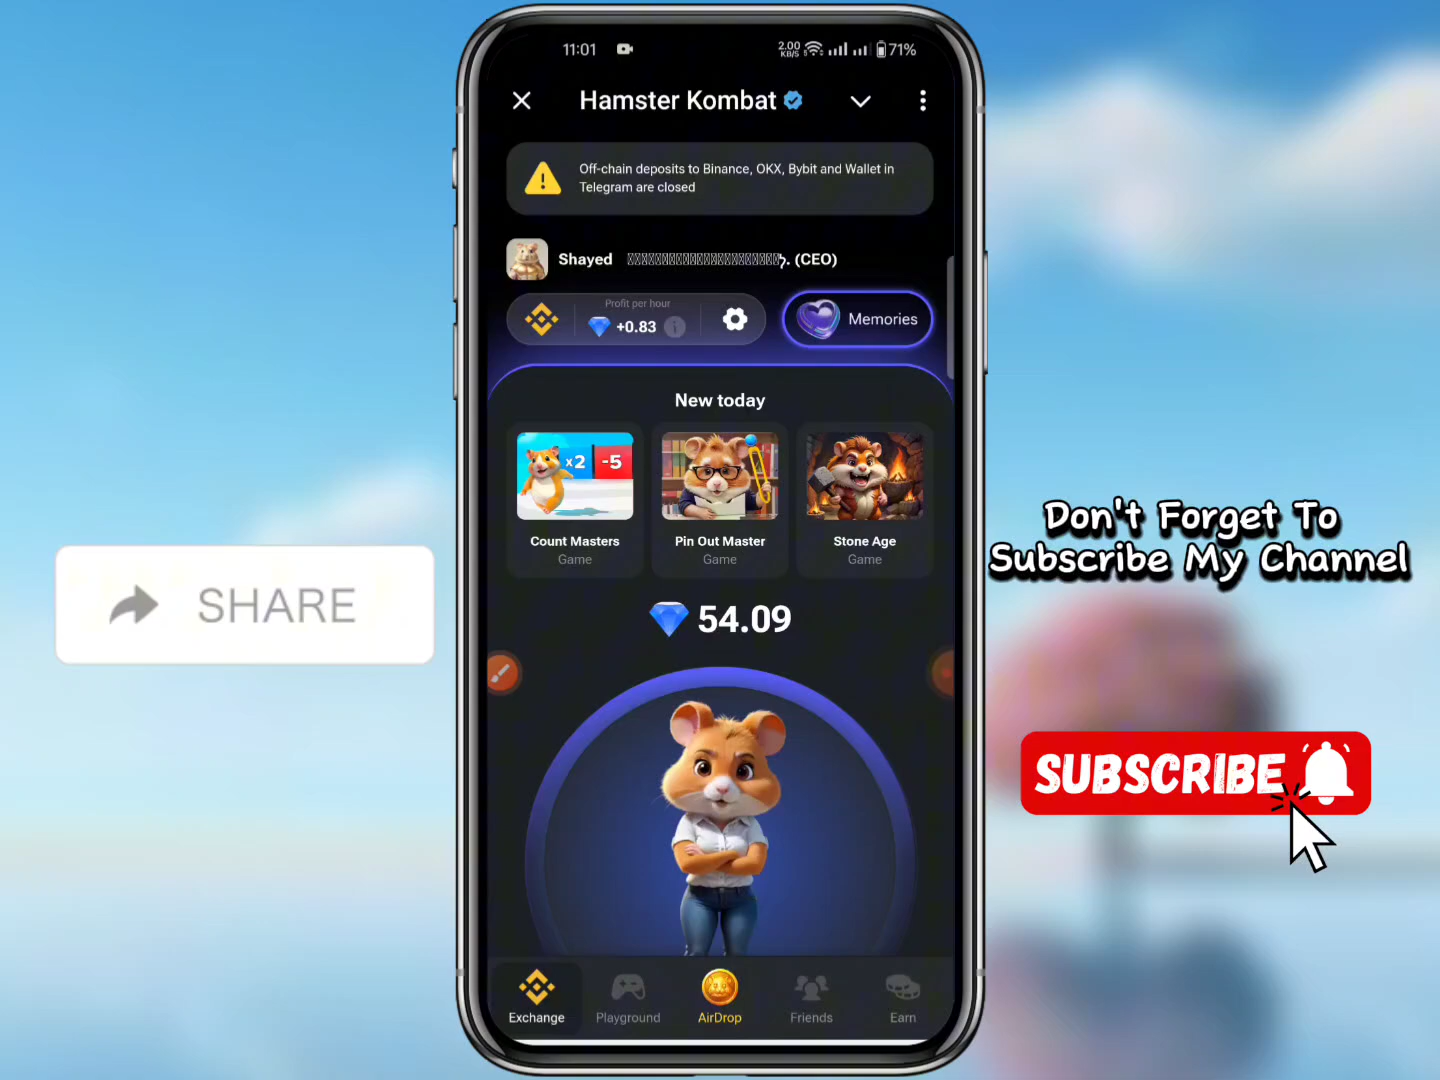 11:01
2.00 KB/S
71%
Hamster Kombat
Off-chain deposits to Binance, OKX, Bybit and Wallet in
Telegram are closed
Shayed
(CEO)
Profit per hour
+0.83
Memories
New today
x2 -5
Count Masters
Game
Pin Out Master
Game
Stone Age
Game
54.09
SHARE
Don't Forget To
Subscribe My Channel
SUBSCRIBE
Exchange
Playground
AirDrop
Friends
Earn